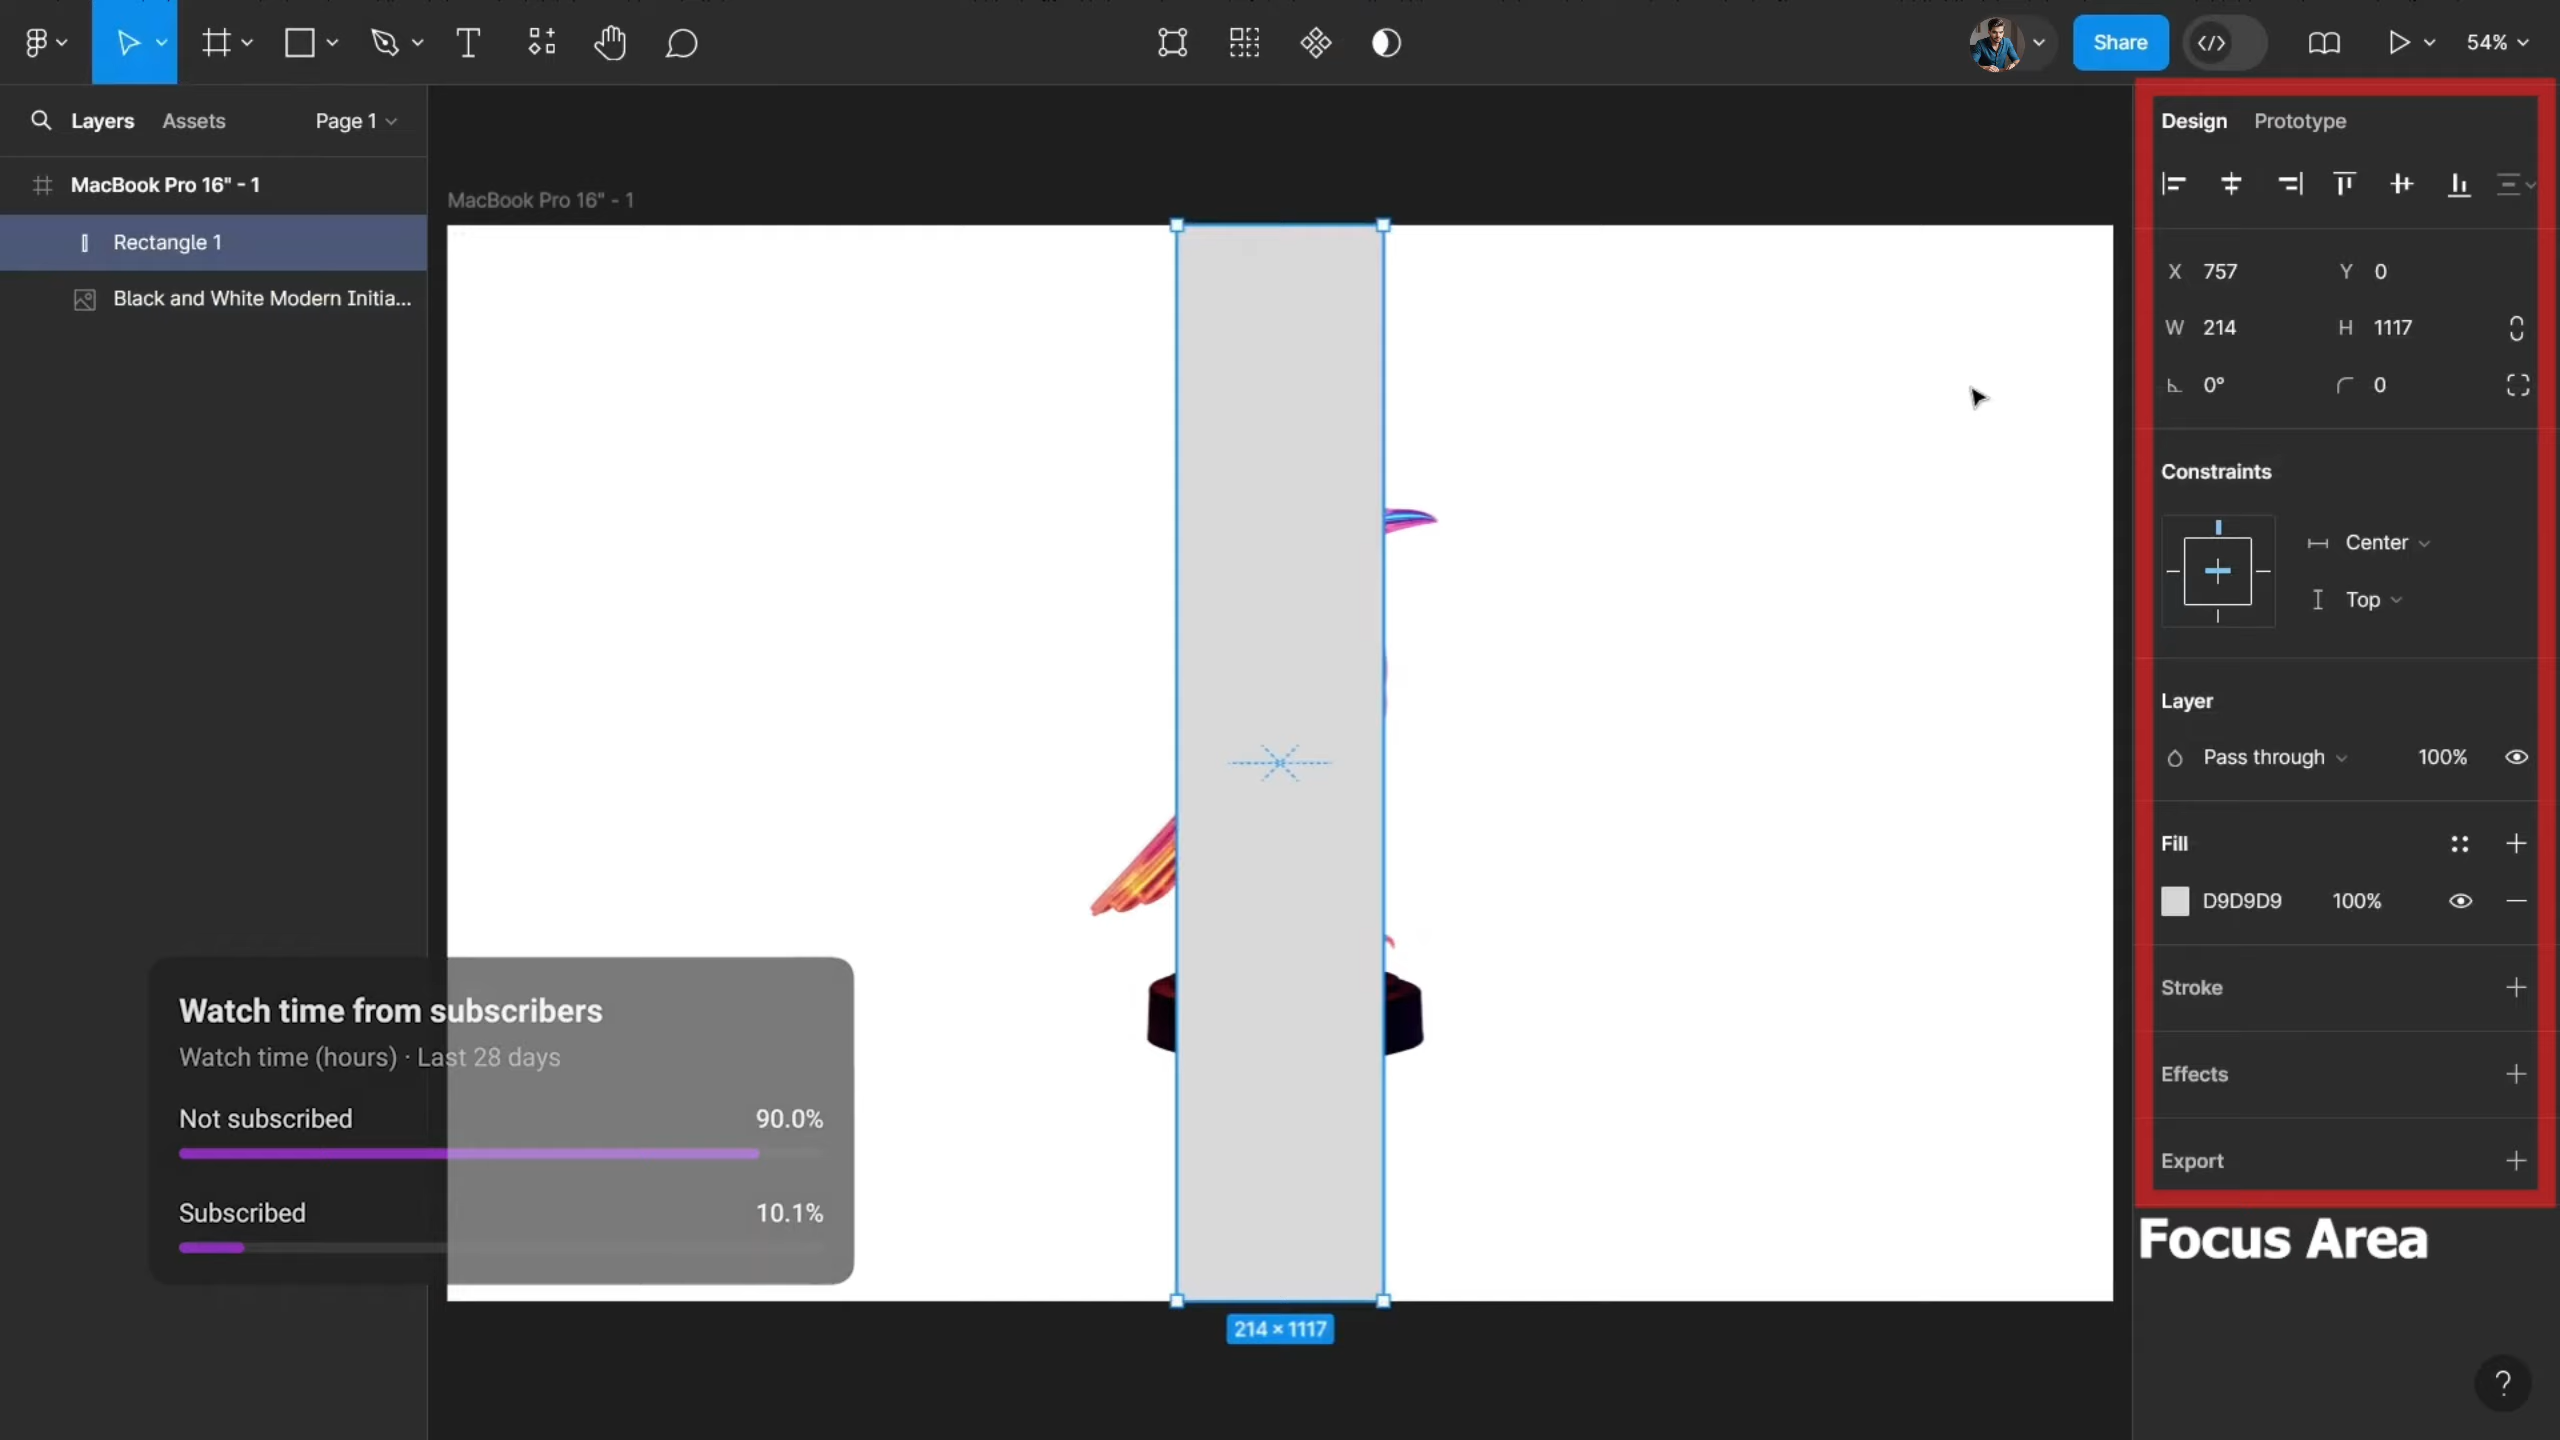 Share
54%
Layers Assets Page 1
MacBook Pro 16" - 1
Rectangle 1
Black and White Modern Initia...
MacBook Pro 16" - 1
214 × 1117
Watch time from subscribers
Watch time (hours) · Last 28 days
Not subscribed 90.0%
Subscribed 10.1%
Design Prototype
X 757 Y 0
W 214 H 1117
0° 0
Constraints
Center
Top
Layer
Pass through 100%
Fill
D9D9D9 100%
Stroke
Effects
Export
Focus Area
?